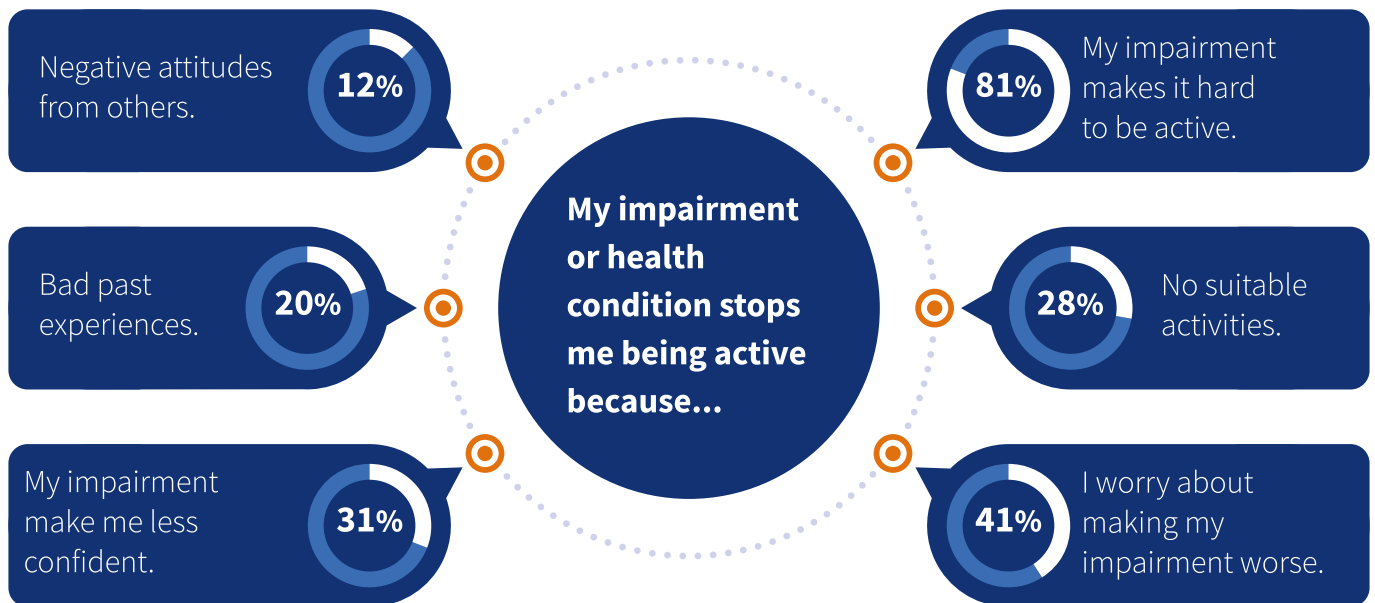 Negative attitudes
from others.
12%
Bad past
experiences.
20%
My impairment
make me less
confident.
31%
My impairment
or health
condition stops
me being active
because...
81%
My impairment
makes it hard
to be active.
28%
No suitable
activities.
41%
I worry about
making my
impairment worse.